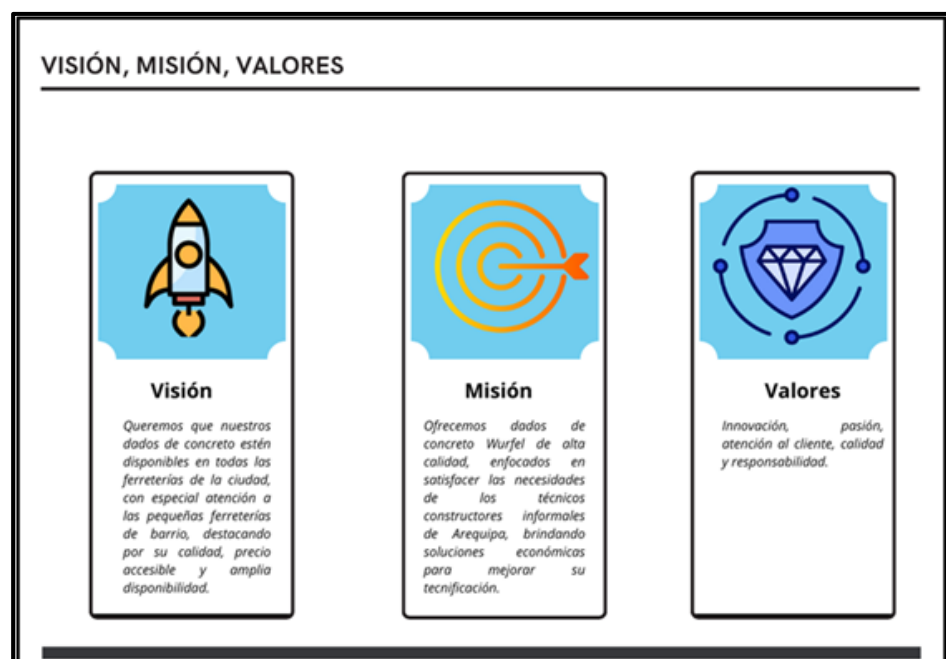 VISIÓN, MISIÓN, VALORES
Visión
Queremos que nuestros
dados de concreto estén
disponibles en todas las
ferreterías de la ciudad,
con especial atención a
las pequeñas ferreterías
de barrio, destacando
por su calidad, precio
accesible y amplia
disponibilidad.
Misión
Ofrecemos dados de
concreto Wurfel de alta
calidad, enfocados en
satisfacer las necesidades
de los técnicos
constructores informales
de Arequipa, brindando
soluciones económicas
para mejorar su
tecnificación.
Valores
Innovación, pasión,
atención al cliente, calidad
y responsabilidad.